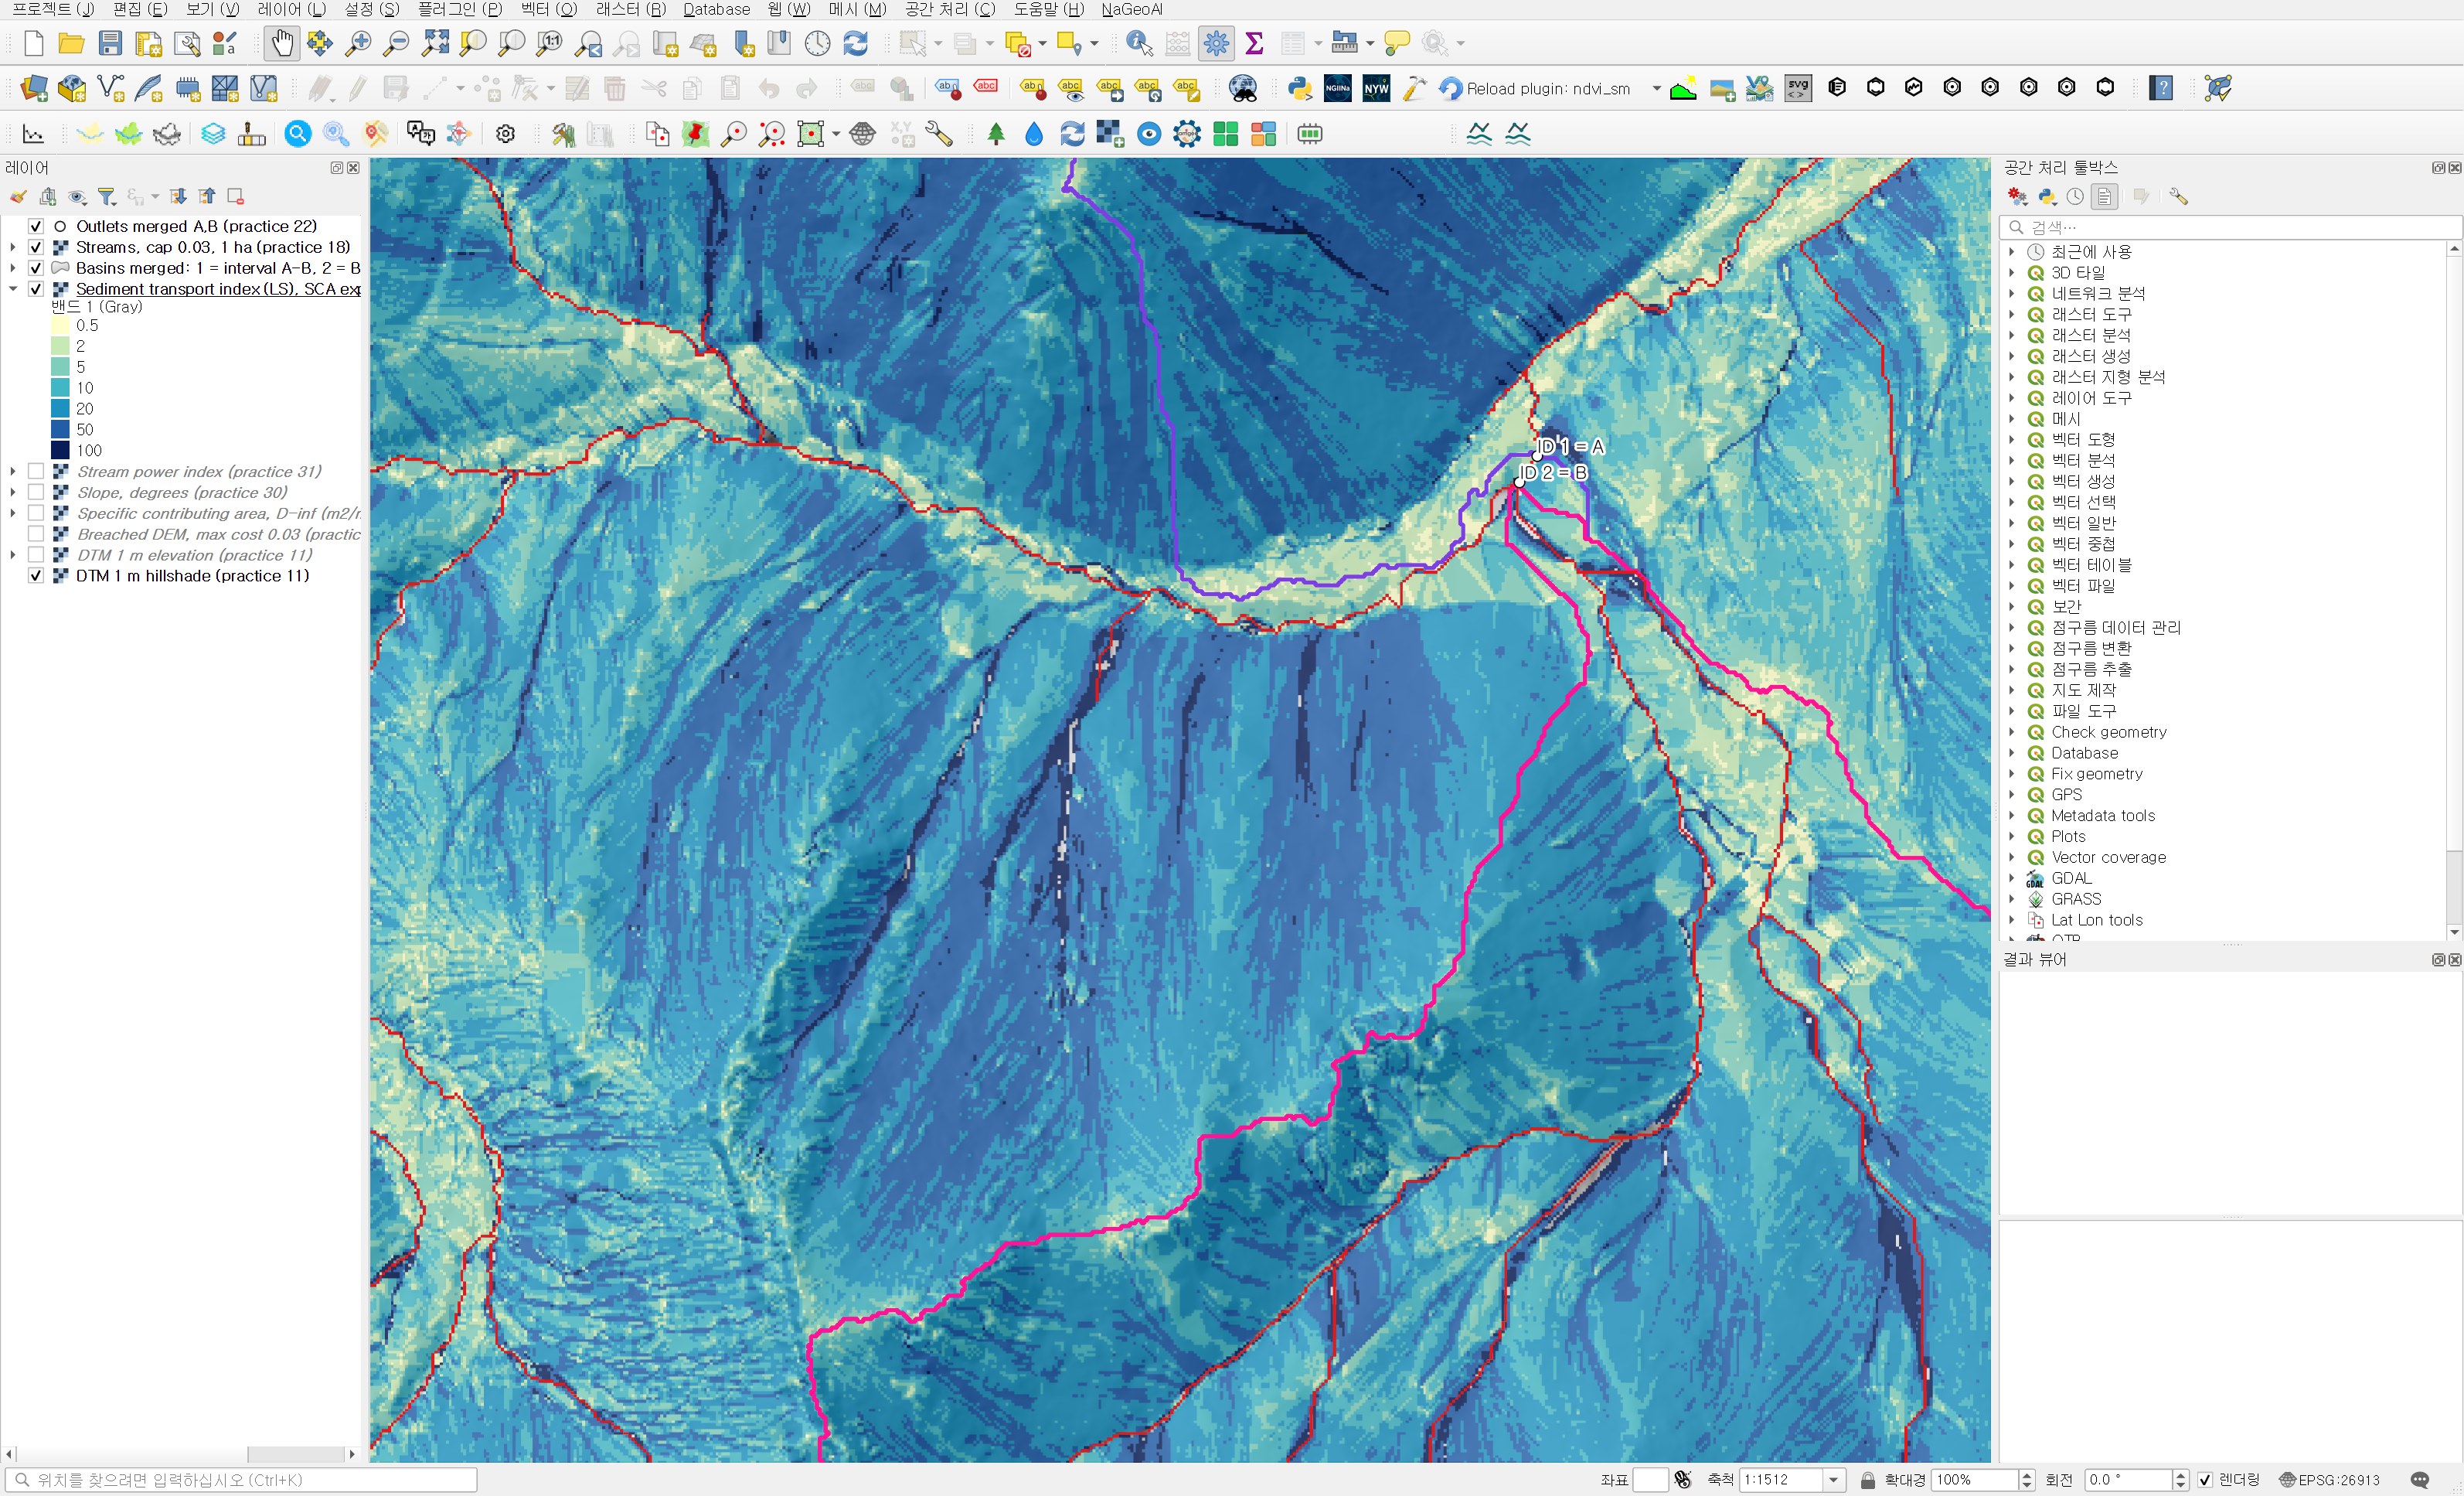 프로젝트 (J) 편집 (E) 보기 (V) 레이어 (L) 설정 (S) 플러그인 (P) 벡터 (O) 래스터 (R) Database 웹 (W) 메시 (M) 공간 처리 (C) 도움말 (H) NaGeoAI
Reload plugin: ndvi_sm
레이어
Outlets merged A,B (practice 22)
Streams, cap 0.03, 1 ha (practice 18)
Basins merged: 1 = interval A-B, 2 = B
Sediment transport index (LS), SCA exp
밴드 1 (Gray)
0.5
2
5
10
20
50
100
Stream power index (practice 31)
Slope, degrees (practice 30)
Specific contributing area, D-inf (m2/r
Breached DEM, max cost 0.03 (practic
DTM 1 m elevation (practice 11)
DTM 1 m hillshade (practice 11)
ID 1 = A
ID 2 = B
공간 처리 툴박스
검색…
최근에 사용
3D 타일
네트워크 분석
래스터 도구
래스터 분석
래스터 생성
래스터 지형 분석
레이어 도구
메시
벡터 도형
벡터 분석
벡터 생성
벡터 선택
벡터 일반
벡터 중첩
벡터 테이블
벡터 파일
보간
점구름 데이터 관리
점구름 변환
점구름 추출
지도 제작
파일 도구
Check geometry
Database
Fix geometry
GPS
Metadata tools
Plots
Vector coverage
GDAL
GRASS
Lat Lon tools
OTB
결과 뷰어
위치를 찾으려면 입력하십시오 (Ctrl+K)
좌표 축척 1:1512 확대경 100% 회전 0.0 ° 렌더링 EPSG:26913